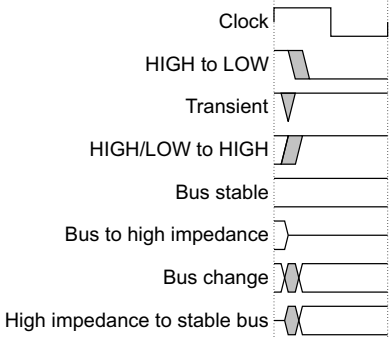 Clock
HIGH to LOW
Transient
HIGH/LOW to HIGH
Bus stable
Bus to high impedance
Bus change
High impedance to stable bus